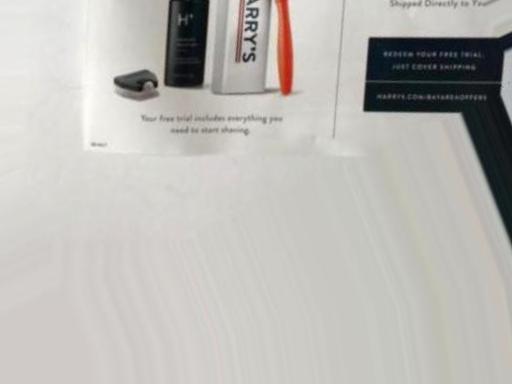 Shipped Directly to You
H'
HARRY'S
REDEEM YOUR FREE TRIAL,
JUST COVER SHIPPING
HARRYS.COM/BAYAREAOFFERS
Your free trial includes everything you
need to start shaving.